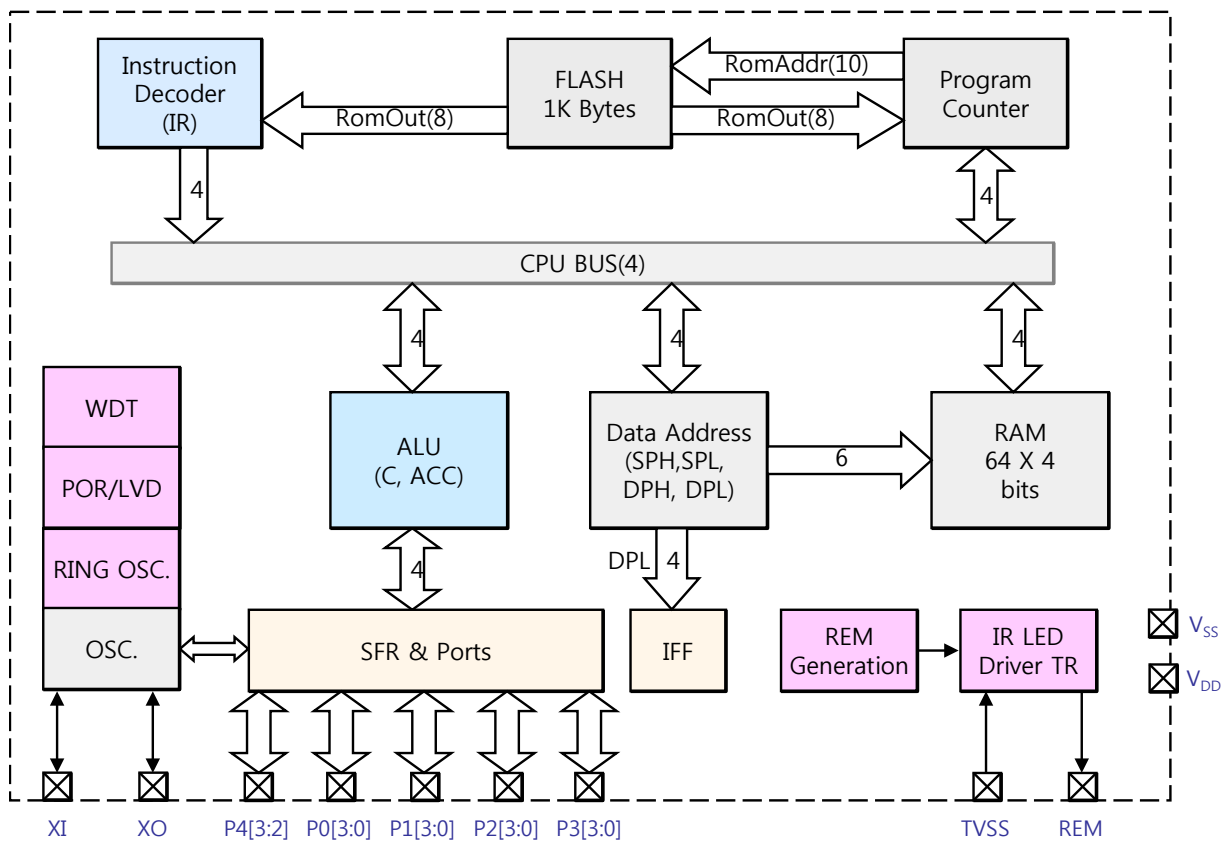 Instruction
Decoder
(IR)
RomOut(8)
FLASH
1K Bytes
RomAddr(10)
RomOut(8)
Program
Counter
4
4
CPU BUS(4)
4
4
4
WDT
POR/LVD
RING OSC.
OSC.
ALU
(C, ACC)
Data Address
(SPH,SPL,
DPH, DPL)
6
RAM
64 X 4
bits
4
DPL
4
SFR & Ports
IFF
REM
Generation
IR LED
Driver TR
VSS
VDD
XI
XO
P4[3:2]
P0[3:0]
P1[3:0]
P2[3:0]
P3[3:0]
TVSS
REM